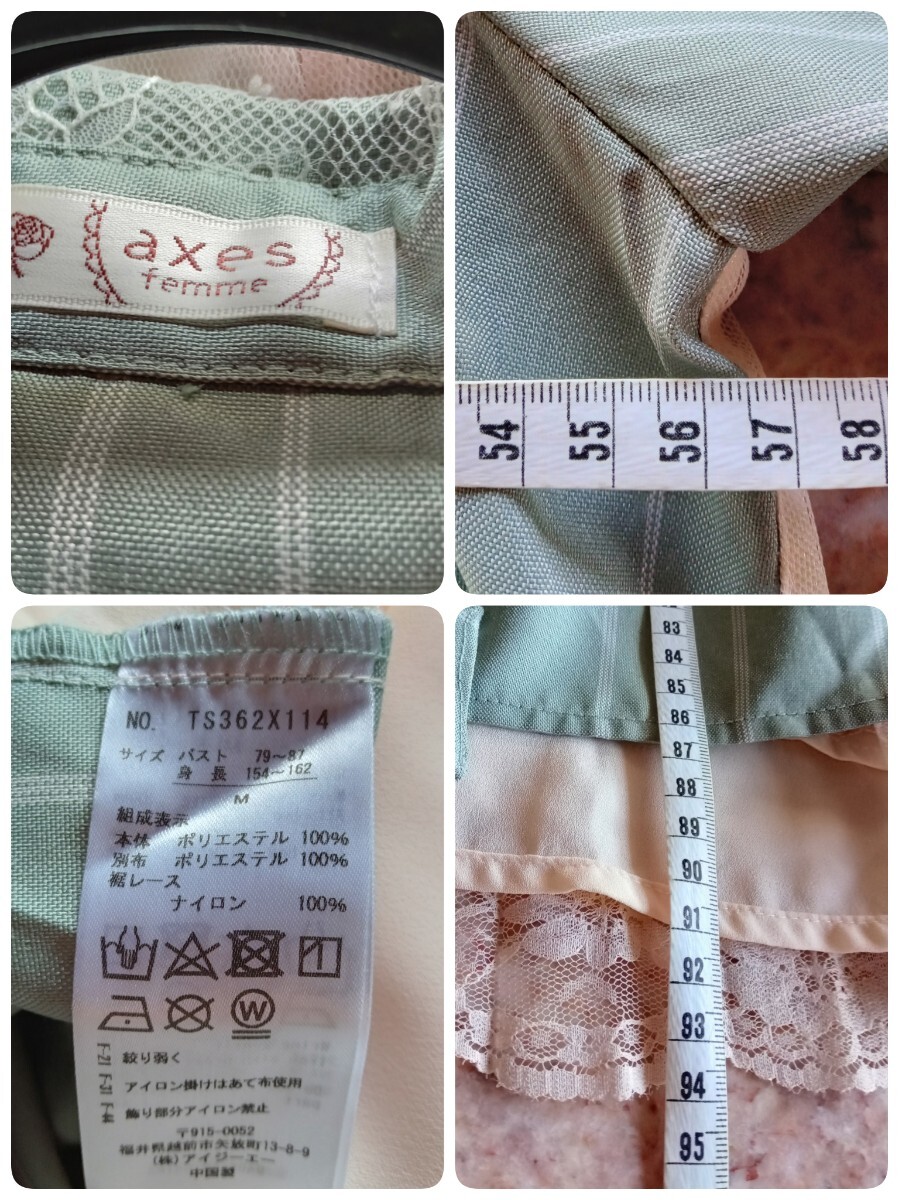 axes
femme
54 55 56 57 58
NO. TS362X114
サイズ バスト 79~87
身 長 154~162
M
組成表示
本体 ポリエステル 100%
別布 ポリエステル 100%
裾レース
ナイロン 100%
W
絞り弱く
アイロン掛けはあて布使用
飾り部分アイロン禁止
〒915-0052
福井県越前市矢放町13-8-9
(株)アイジーエー
中国製
83
84
85
86
87
88
89
90
91
92
93
94
95